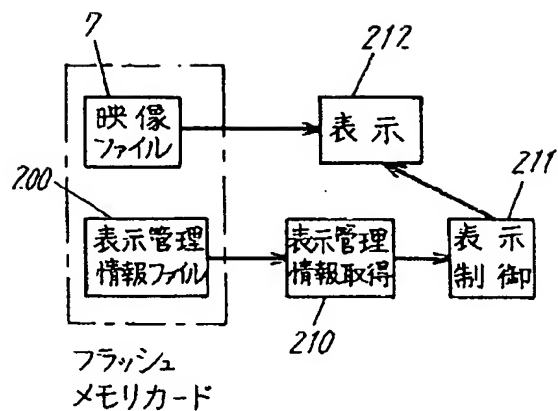 7
212
映像
ファイル
表示
200
211
表示管理
情報ファイル
表示管理
情報取得
表示
制御
210
フラッシュ
メモリカード